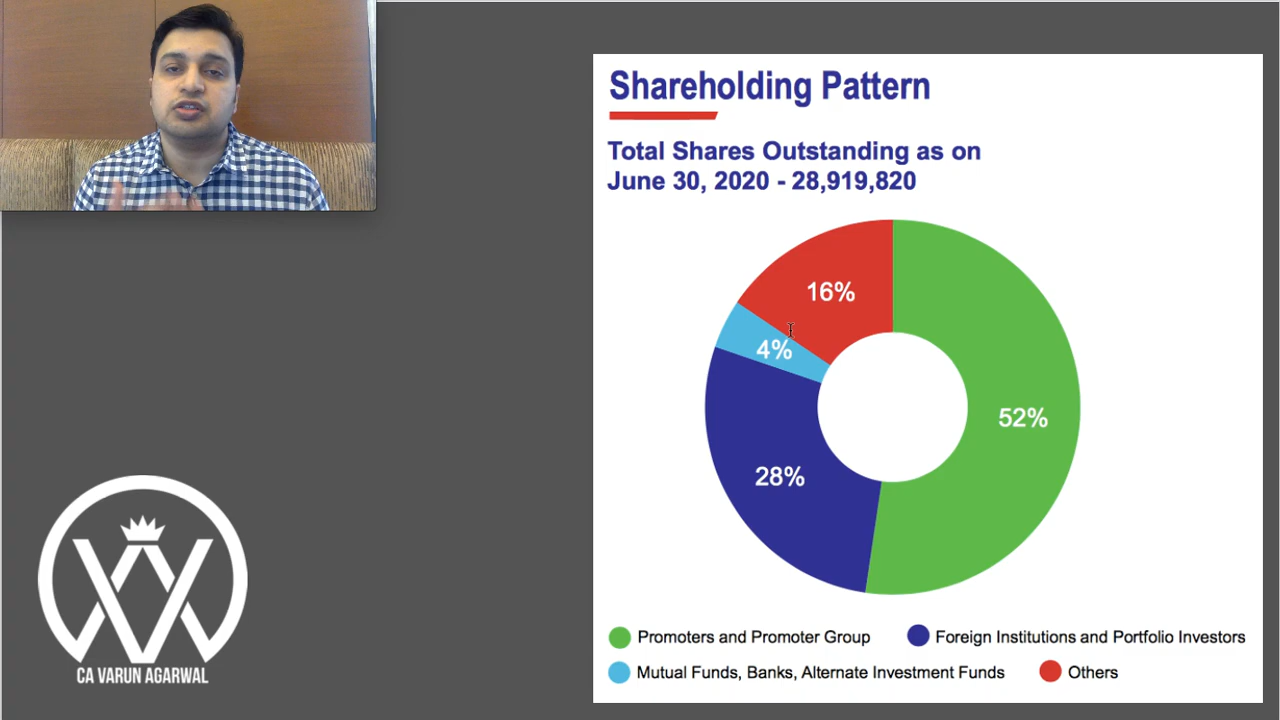 Shareholding Pattern
Total Shares Outstanding as on
June 30, 2020 - 28,919,820
16%
4%
52%
28%
Promoters and Promoter Group
Foreign Institutions and Portfolio Investors
Mutual Funds, Banks, Alternate Investment Funds
Others
CA VARUN AGARWAL